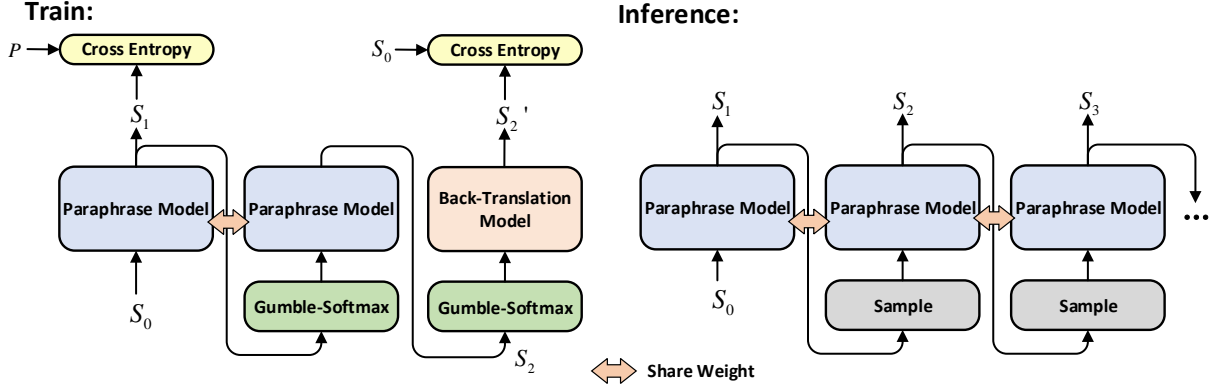 Train:
Inference:
P
Cross Entropy
S₀
Cross Entropy
S₁
S₂'
S₁
S₂
S₃
Paraphrase Model
Paraphrase Model
Back-Translation
Model
Paraphrase Model
Paraphrase Model
Paraphrase Model
...
S₀
Gumble-Softmax
Gumble-Softmax
S₀
Sample
Sample
S₂
Share Weight